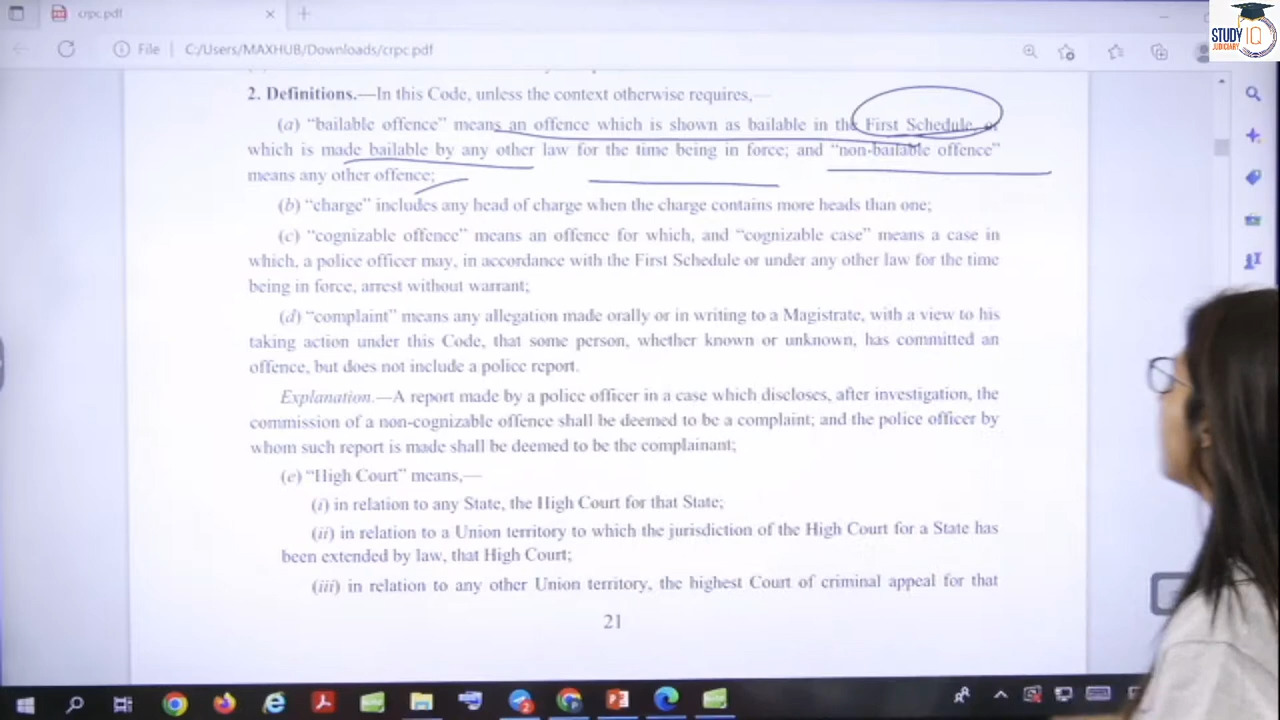 crpc.pdf
STUDY IQ
JUDICIARY
File C:/Users/MAXHUB/Downloads/crpc.pdf
2. Definitions.—In this Code, unless the context otherwise requires,—
(a) “bailable offence” means an offence which is shown as bailable in the First Schedule, or
which is made bailable by any other law for the time being in force; and “non-bailable offence”
means any other offence;
(b) “charge” includes any head of charge when the charge contains more heads than one;
(c) “cognizable offence” means an offence for which, and “cognizable case” means a case in
which, a police officer may, in accordance with the First Schedule or under any other law for the time
being in force, arrest without warrant;
(d) “complaint” means any allegation made orally or in writing to a Magistrate, with a view to his
taking action under this Code, that some person, whether known or unknown, has committed an
offence, but does not include a police report.
Explanation.—A report made by a police officer in a case which discloses, after investigation, the
commission of a non-cognizable offence shall be deemed to be a complaint; and the police officer by
whom such report is made shall be deemed to be the complainant;
(e) “High Court” means,—
(i) in relation to any State, the High Court for that State;
(ii) in relation to a Union territory to which the jurisdiction of the High Court for a State has
been extended by law, that High Court;
(iii) in relation to any other Union territory, the highest Court of criminal appeal for that
21